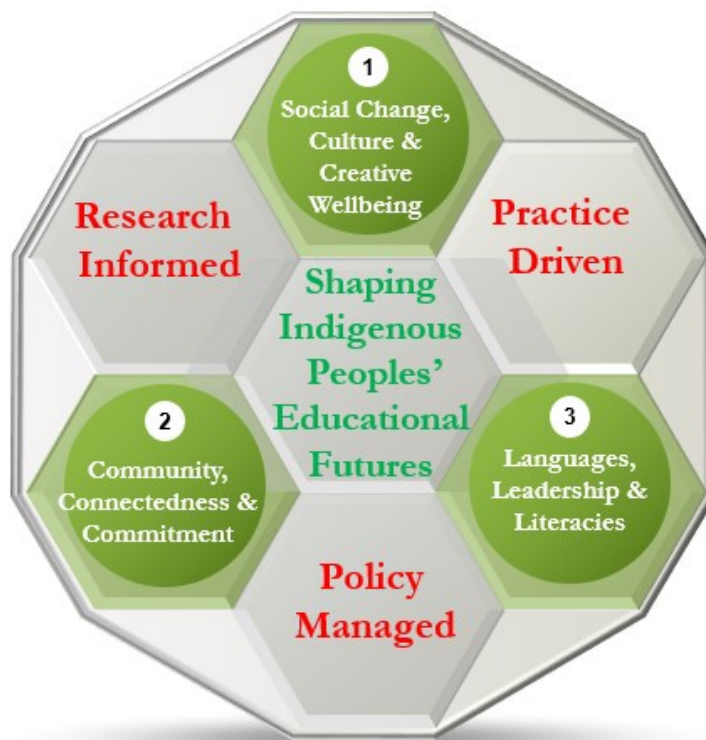 1
Social Change,
Culture &
Creative
Wellbeing
Research
Informed
Practice
Driven
Shaping
Indigenous
Peoples’
Educational
Futures
2
Community,
Connectedness &
Commitment
3
Languages,
Leadership &
Literacies
Policy
Managed